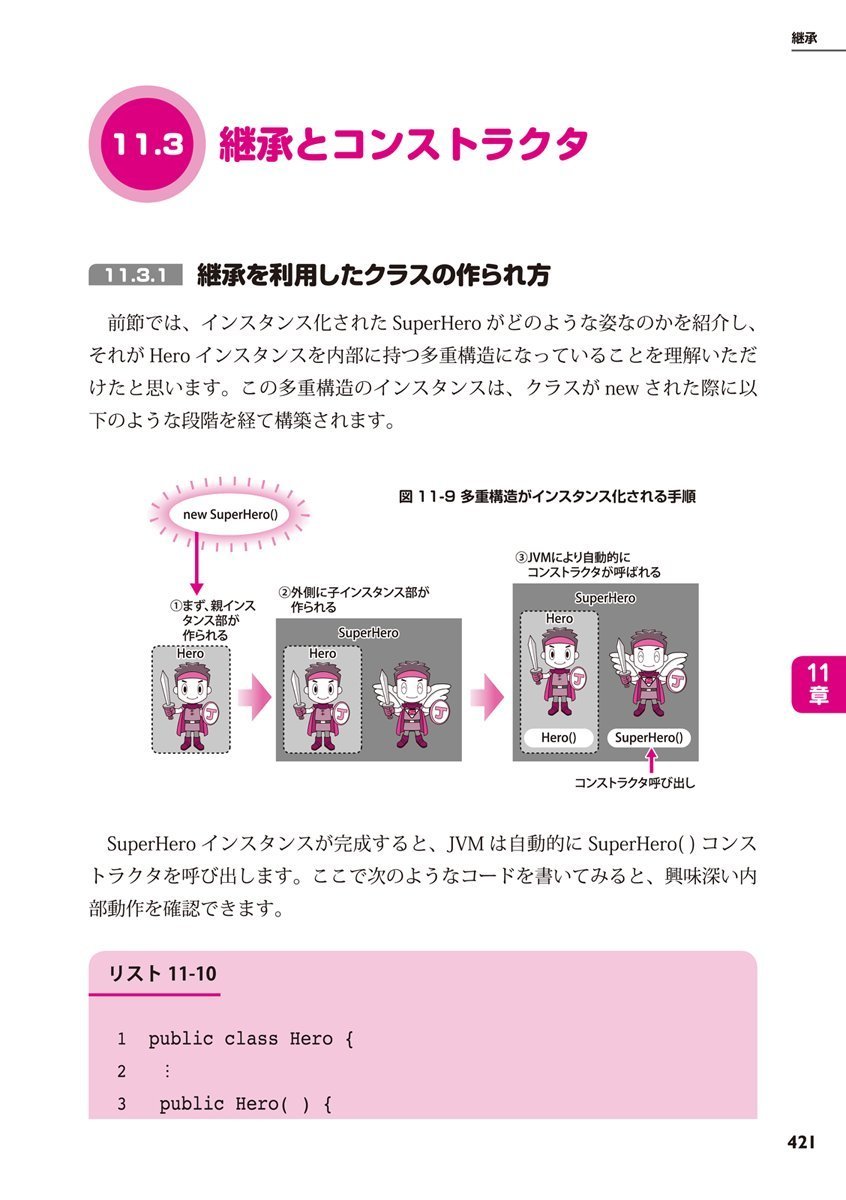 継承
11.3 継承とコンストラクタ
11.3.1 継承を利用したクラスの作られ方
前節では、インスタンス化された SuperHero がどのような姿なのかを紹介し、
それが Hero インスタンスを内部に持つ多重構造になっていることを理解いただ
けたと思います。この多重構造のインスタンスは、クラスが new された際に以
下のような段階を経て構築されます。
図 11-9 多重構造がインスタンス化される手順
new SuperHero()
①まず、親インス
タンス部が
作られる
Hero
J
②外側に子インスタンス部が
作られる
SuperHero
Hero
J
J
③JVMにより自動的に
コンストラクタが呼ばれる
SuperHero
Hero
J
J
Hero()
SuperHero()
コンストラクタ呼び出し
11
章
SuperHero インスタンスが完成すると、JVM は自動的に SuperHero( ) コンス
トラクタを呼び出します。ここで次のようなコードを書いてみると、興味深い内
部動作を確認できます。
リスト 11-10
1 public class Hero {
2 ⋮
3 public Hero( ) {
421